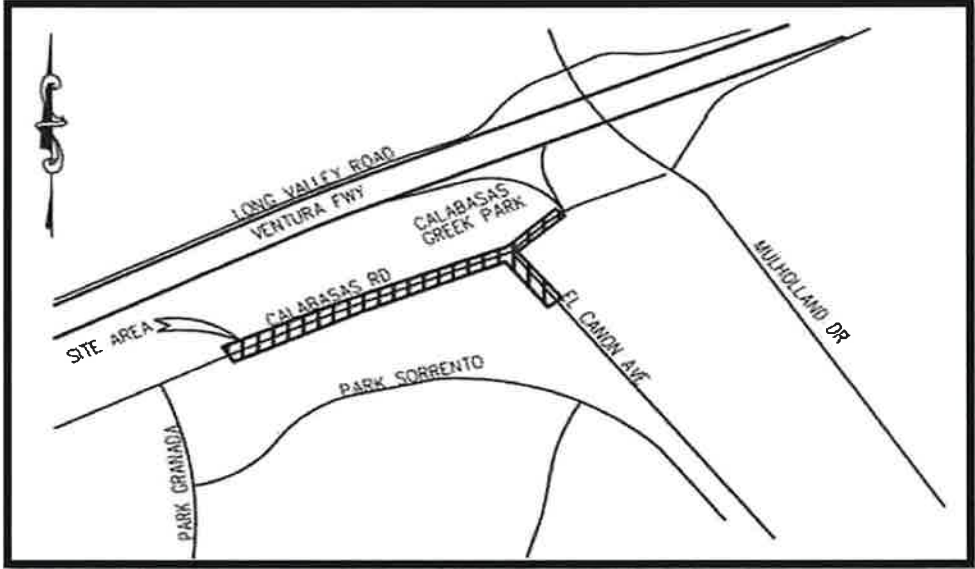 LONG VALLEY ROAD
VENTURA FWY
CALABASAS
GREEK PARK
CALABASAS RD
SITE AREA
MULHOLLAND DR
EL CANON AVE
PARK SORRENTO
PARK GRANADA